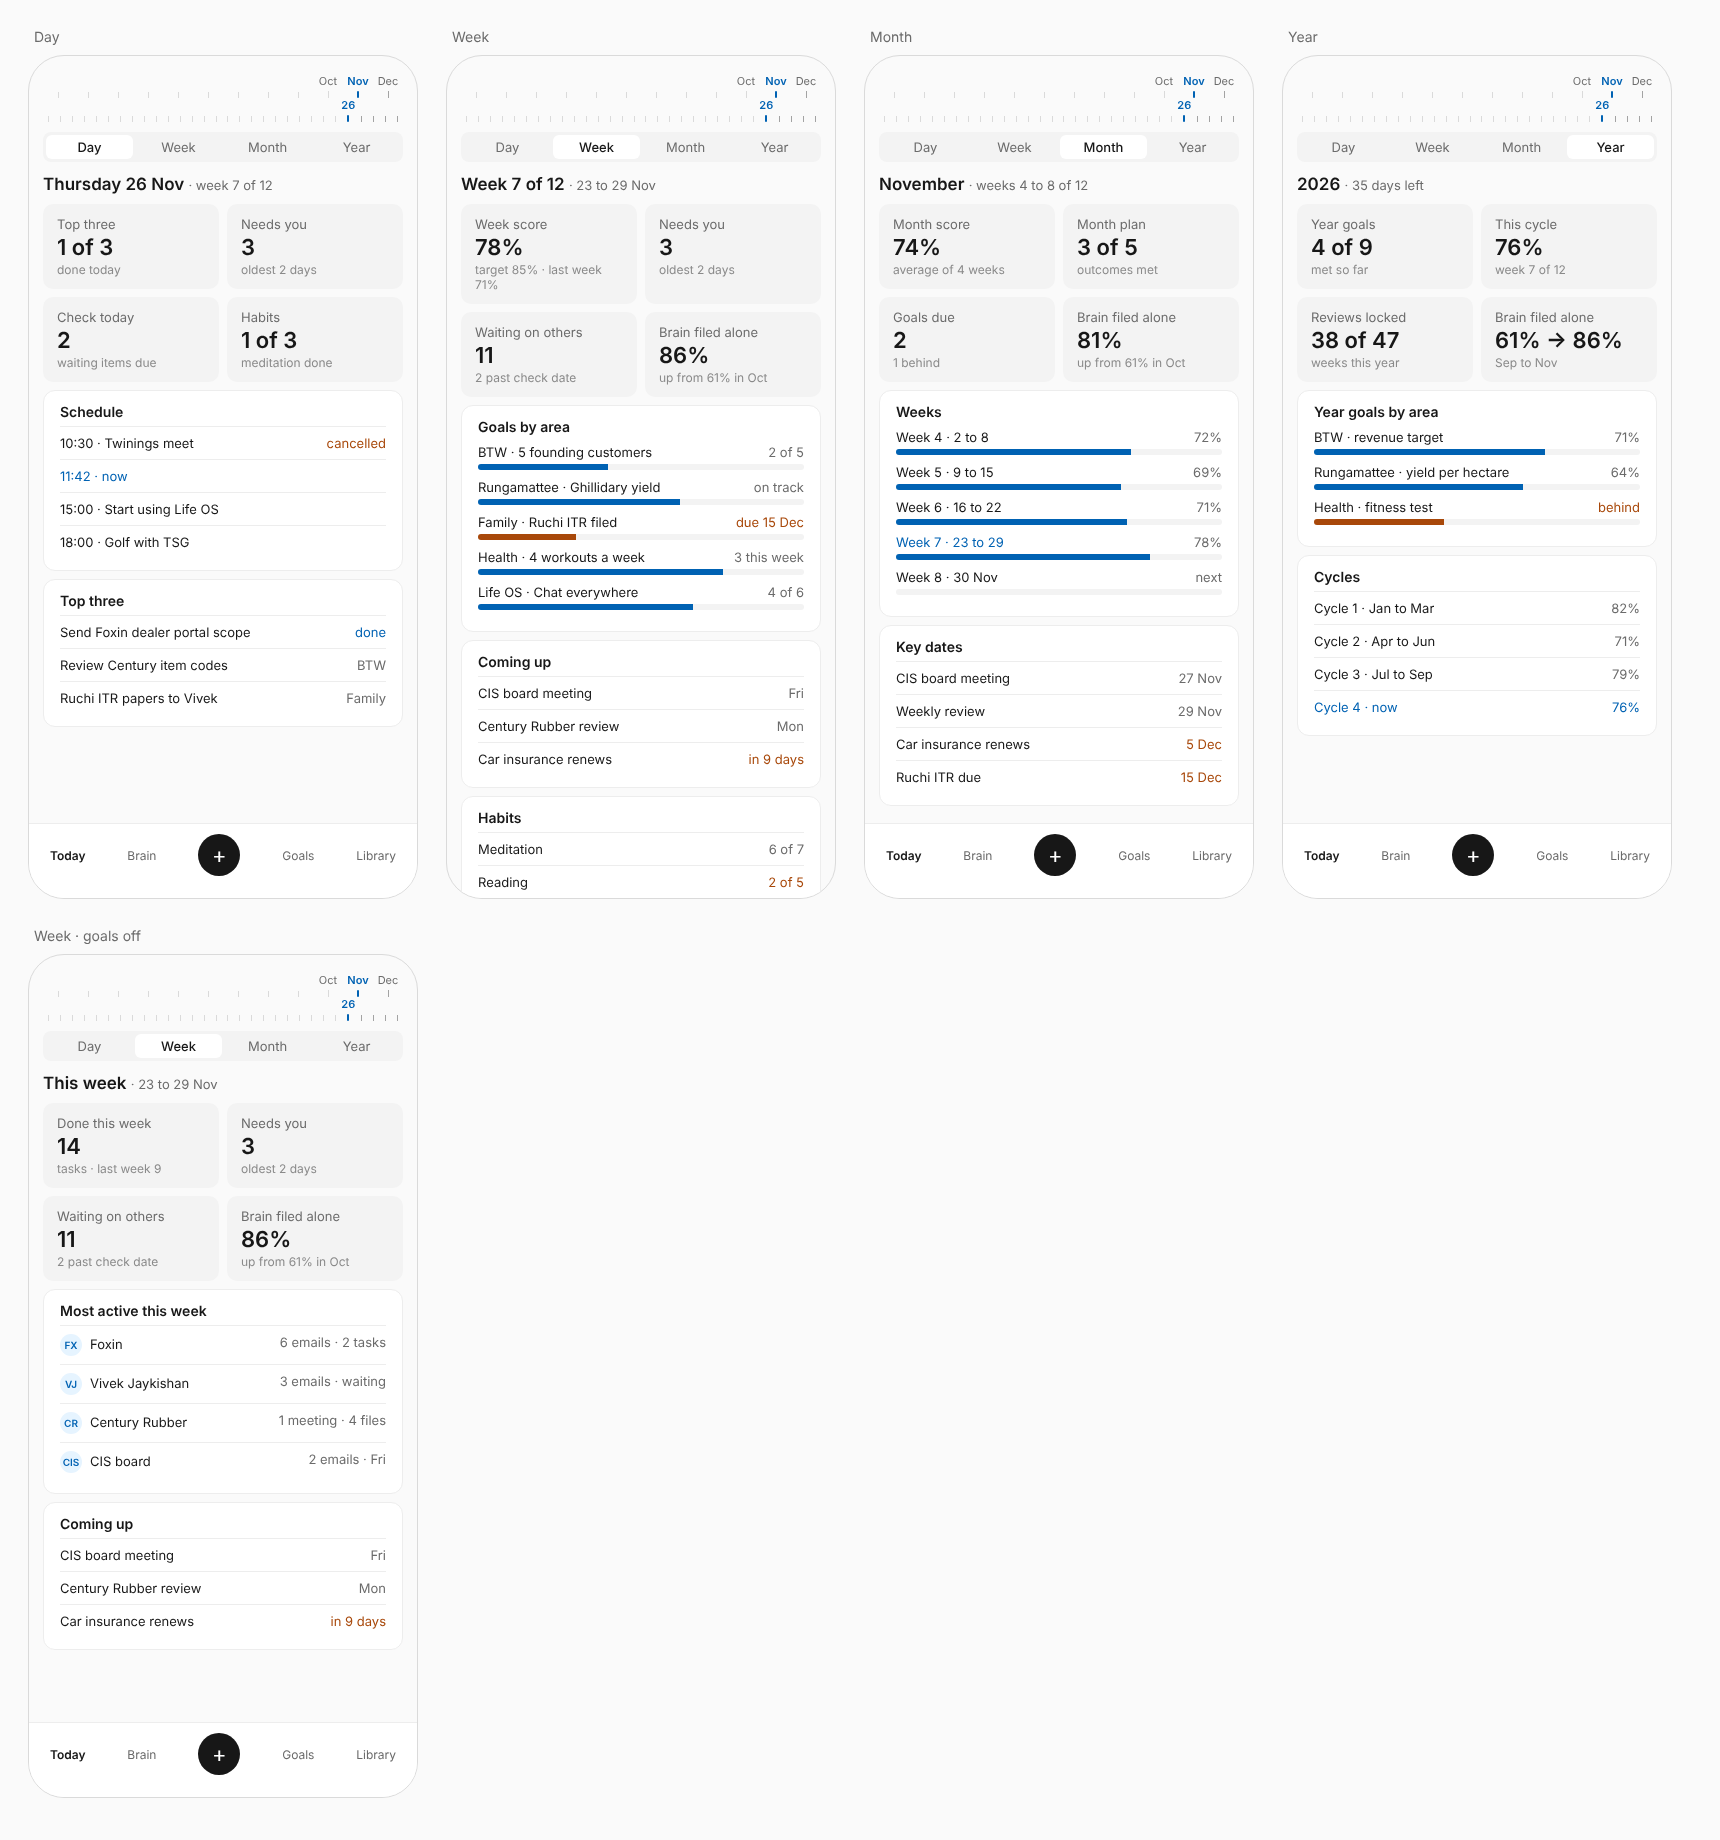 Day
Oct Nov Dec
26
Day Week Month Year
Thursday 26 Nov · week 7 of 12
Top three
1 of 3
done today
Needs you
3
oldest 2 days
Check today
2
waiting items due
Habits
1 of 3
meditation done
Schedule
10:30 · Twinings meet cancelled
11:42 · now
15:00 · Start using Life OS
18:00 · Golf with TSG
Top three
Send Foxin dealer portal scope done
Review Century item codes BTW
Ruchi ITR papers to Vivek Family
Today Brain + Goals Library
Week
Oct Nov Dec
26
Day Week Month Year
Week 7 of 12 · 23 to 29 Nov
Week score
78%
target 85% · last week
71%
Needs you
3
oldest 2 days
Waiting on others
11
2 past check date
Brain filed alone
86%
up from 61% in Oct
Goals by area
BTW · 5 founding customers 2 of 5
Rungamattee · Ghillidary yield on track
Family · Ruchi ITR filed due 15 Dec
Health · 4 workouts a week 3 this week
Life OS · Chat everywhere 4 of 6
Coming up
CIS board meeting Fri
Century Rubber review Mon
Car insurance renews in 9 days
Habits
Meditation 6 of 7
Reading 2 of 5
Month
Oct Nov Dec
26
Day Week Month Year
November · weeks 4 to 8 of 12
Month score
74%
average of 4 weeks
Month plan
3 of 5
outcomes met
Goals due
2
1 behind
Brain filed alone
81%
up from 61% in Oct
Weeks
Week 4 · 2 to 8 72%
Week 5 · 9 to 15 69%
Week 6 · 16 to 22 71%
Week 7 · 23 to 29 78%
Week 8 · 30 Nov next
Key dates
CIS board meeting 27 Nov
Weekly review 29 Nov
Car insurance renews 5 Dec
Ruchi ITR due 15 Dec
Today Brain + Goals Library
Year
Oct Nov Dec
26
Day Week Month Year
2026 · 35 days left
Year goals
4 of 9
met so far
This cycle
76%
week 7 of 12
Reviews locked
38 of 47
weeks this year
Brain filed alone
61% → 86%
Sep to Nov
Year goals by area
BTW · revenue target 71%
Rungamattee · yield per hectare 64%
Health · fitness test behind
Cycles
Cycle 1 · Jan to Mar 82%
Cycle 2 · Apr to Jun 71%
Cycle 3 · Jul to Sep 79%
Cycle 4 · now 76%
Today Brain + Goals Library
Week · goals off
Oct Nov Dec
26
Day Week Month Year
This week · 23 to 29 Nov
Done this week
14
tasks · last week 9
Needs you
3
oldest 2 days
Waiting on others
11
2 past check date
Brain filed alone
86%
up from 61% in Oct
Most active this week
FX Foxin 6 emails · 2 tasks
VJ Vivek Jaykishan 3 emails · waiting
CR Century Rubber 1 meeting · 4 files
CIS CIS board 2 emails · Fri
Coming up
CIS board meeting Fri
Century Rubber review Mon
Car insurance renews in 9 days
Today Brain + Goals Library